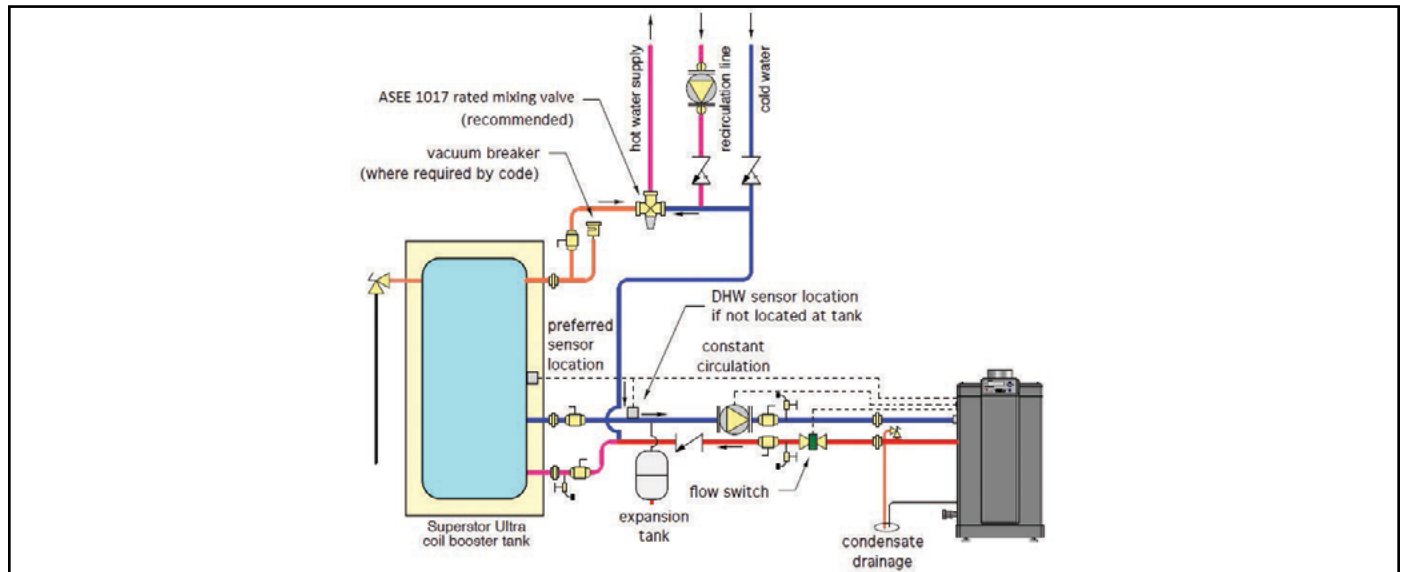 hot water supply
recirculation line
cold water
ASEE 1017 rated mixing valve
(recommended)
vacuum breaker
(where required by code)
DHW sensor location
if not located at tank
preferred
sensor
location
constant
circulation
flow switch
expansion
tank
Superstor Ultra
coil booster tank
condensate
drainage